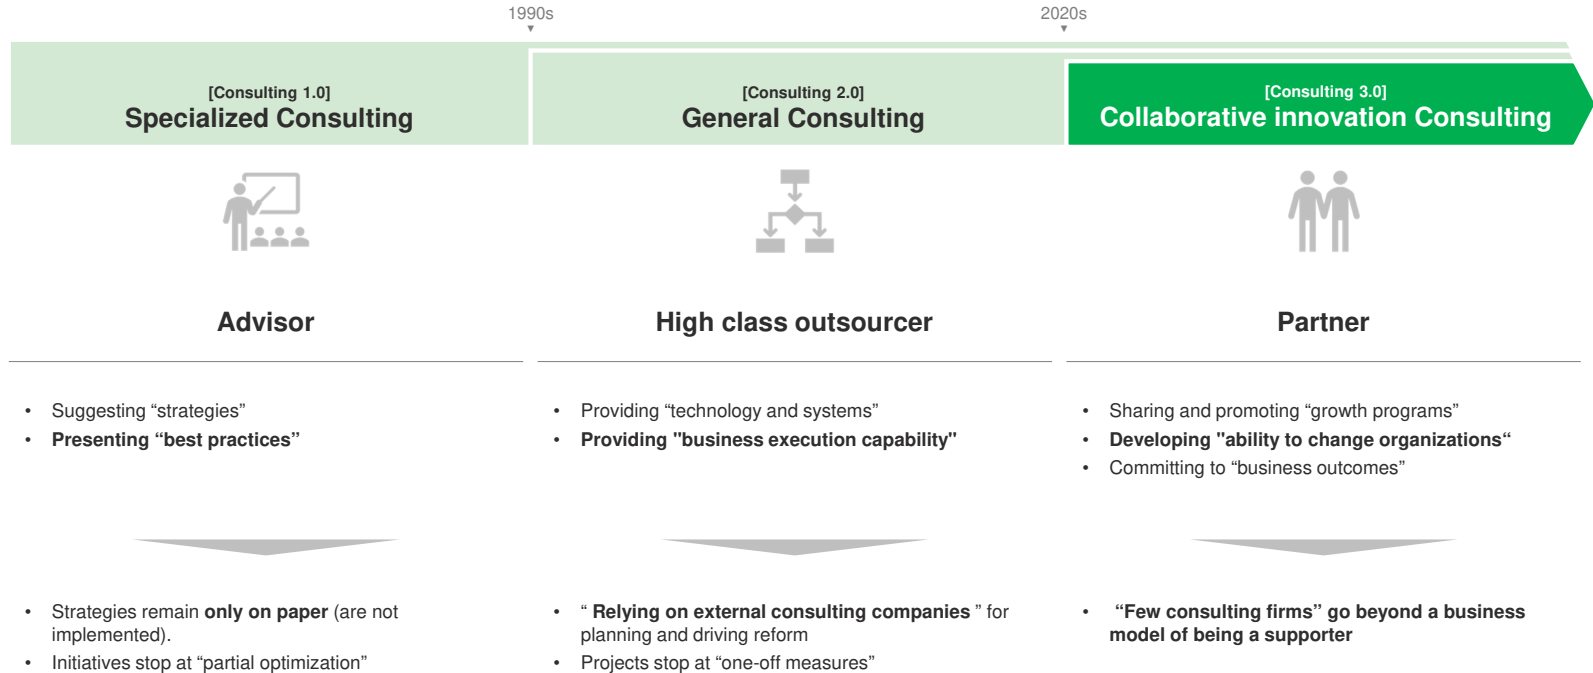 1990s
2020s
[Consulting 1.0]
Specialized Consulting
[Consulting 2.0]
General Consulting
[Consulting 3.0]
Collaborative innovation Consulting
Advisor
High class outsourcer
Partner
• Suggesting “strategies”
• Presenting “best practices”
• Providing “technology and systems”
• Providing "business execution capability"
• Sharing and promoting “growth programs”
• Developing "ability to change organizations“
• Committing to “business outcomes”
• Strategies remain only on paper (are not
implemented).
• Initiatives stop at “partial optimization”
• “ Relying on external consulting companies ” for
planning and driving reform
• Projects stop at “one-off measures”
• “Few consulting firms” go beyond a business
model of being a supporter